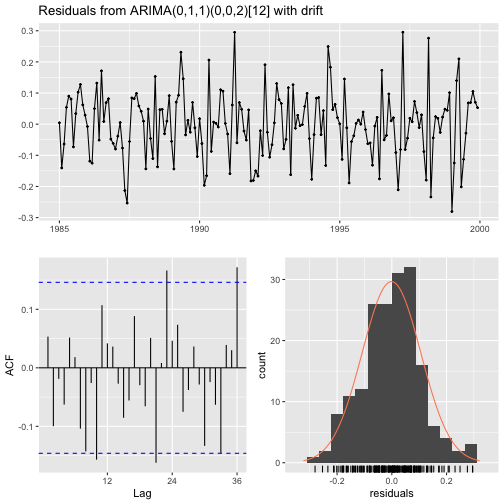 Residuals from ARIMA(0,1,1)(0,0,2)[12] with drift
0.3
0.2
0.1
0.0
-0.1
-0.2
-0.3
1985 1990 1995 2000
ACF
0.1
0.0
-0.1
12 24 36
Lag
count
30
20
10
0
-0.2 0.0 0.2
residuals